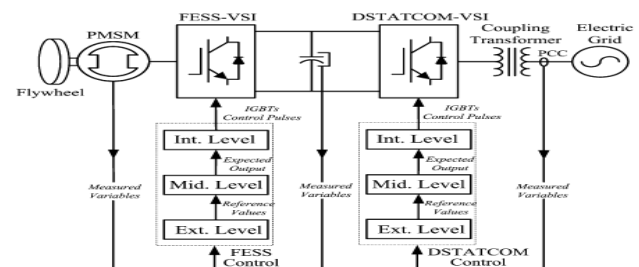 FESS-VSI
DSTATCOM-VSI
Coupling
Transformer
Electric
Grid
PMSM
PCC
Flywheel
IGBTs
Control Pulses
IGBTs
Control Pulses
Int. Level
Expected
Output
Mid. Level
Reference
Values
Ext. Level
Int. Level
Expected
Output
Mid. Level
Reference
Values
Ext. Level
Measured
Variables
Measured
Variables
Measured
Variables
FESS
Control
DSTATCOM
Control